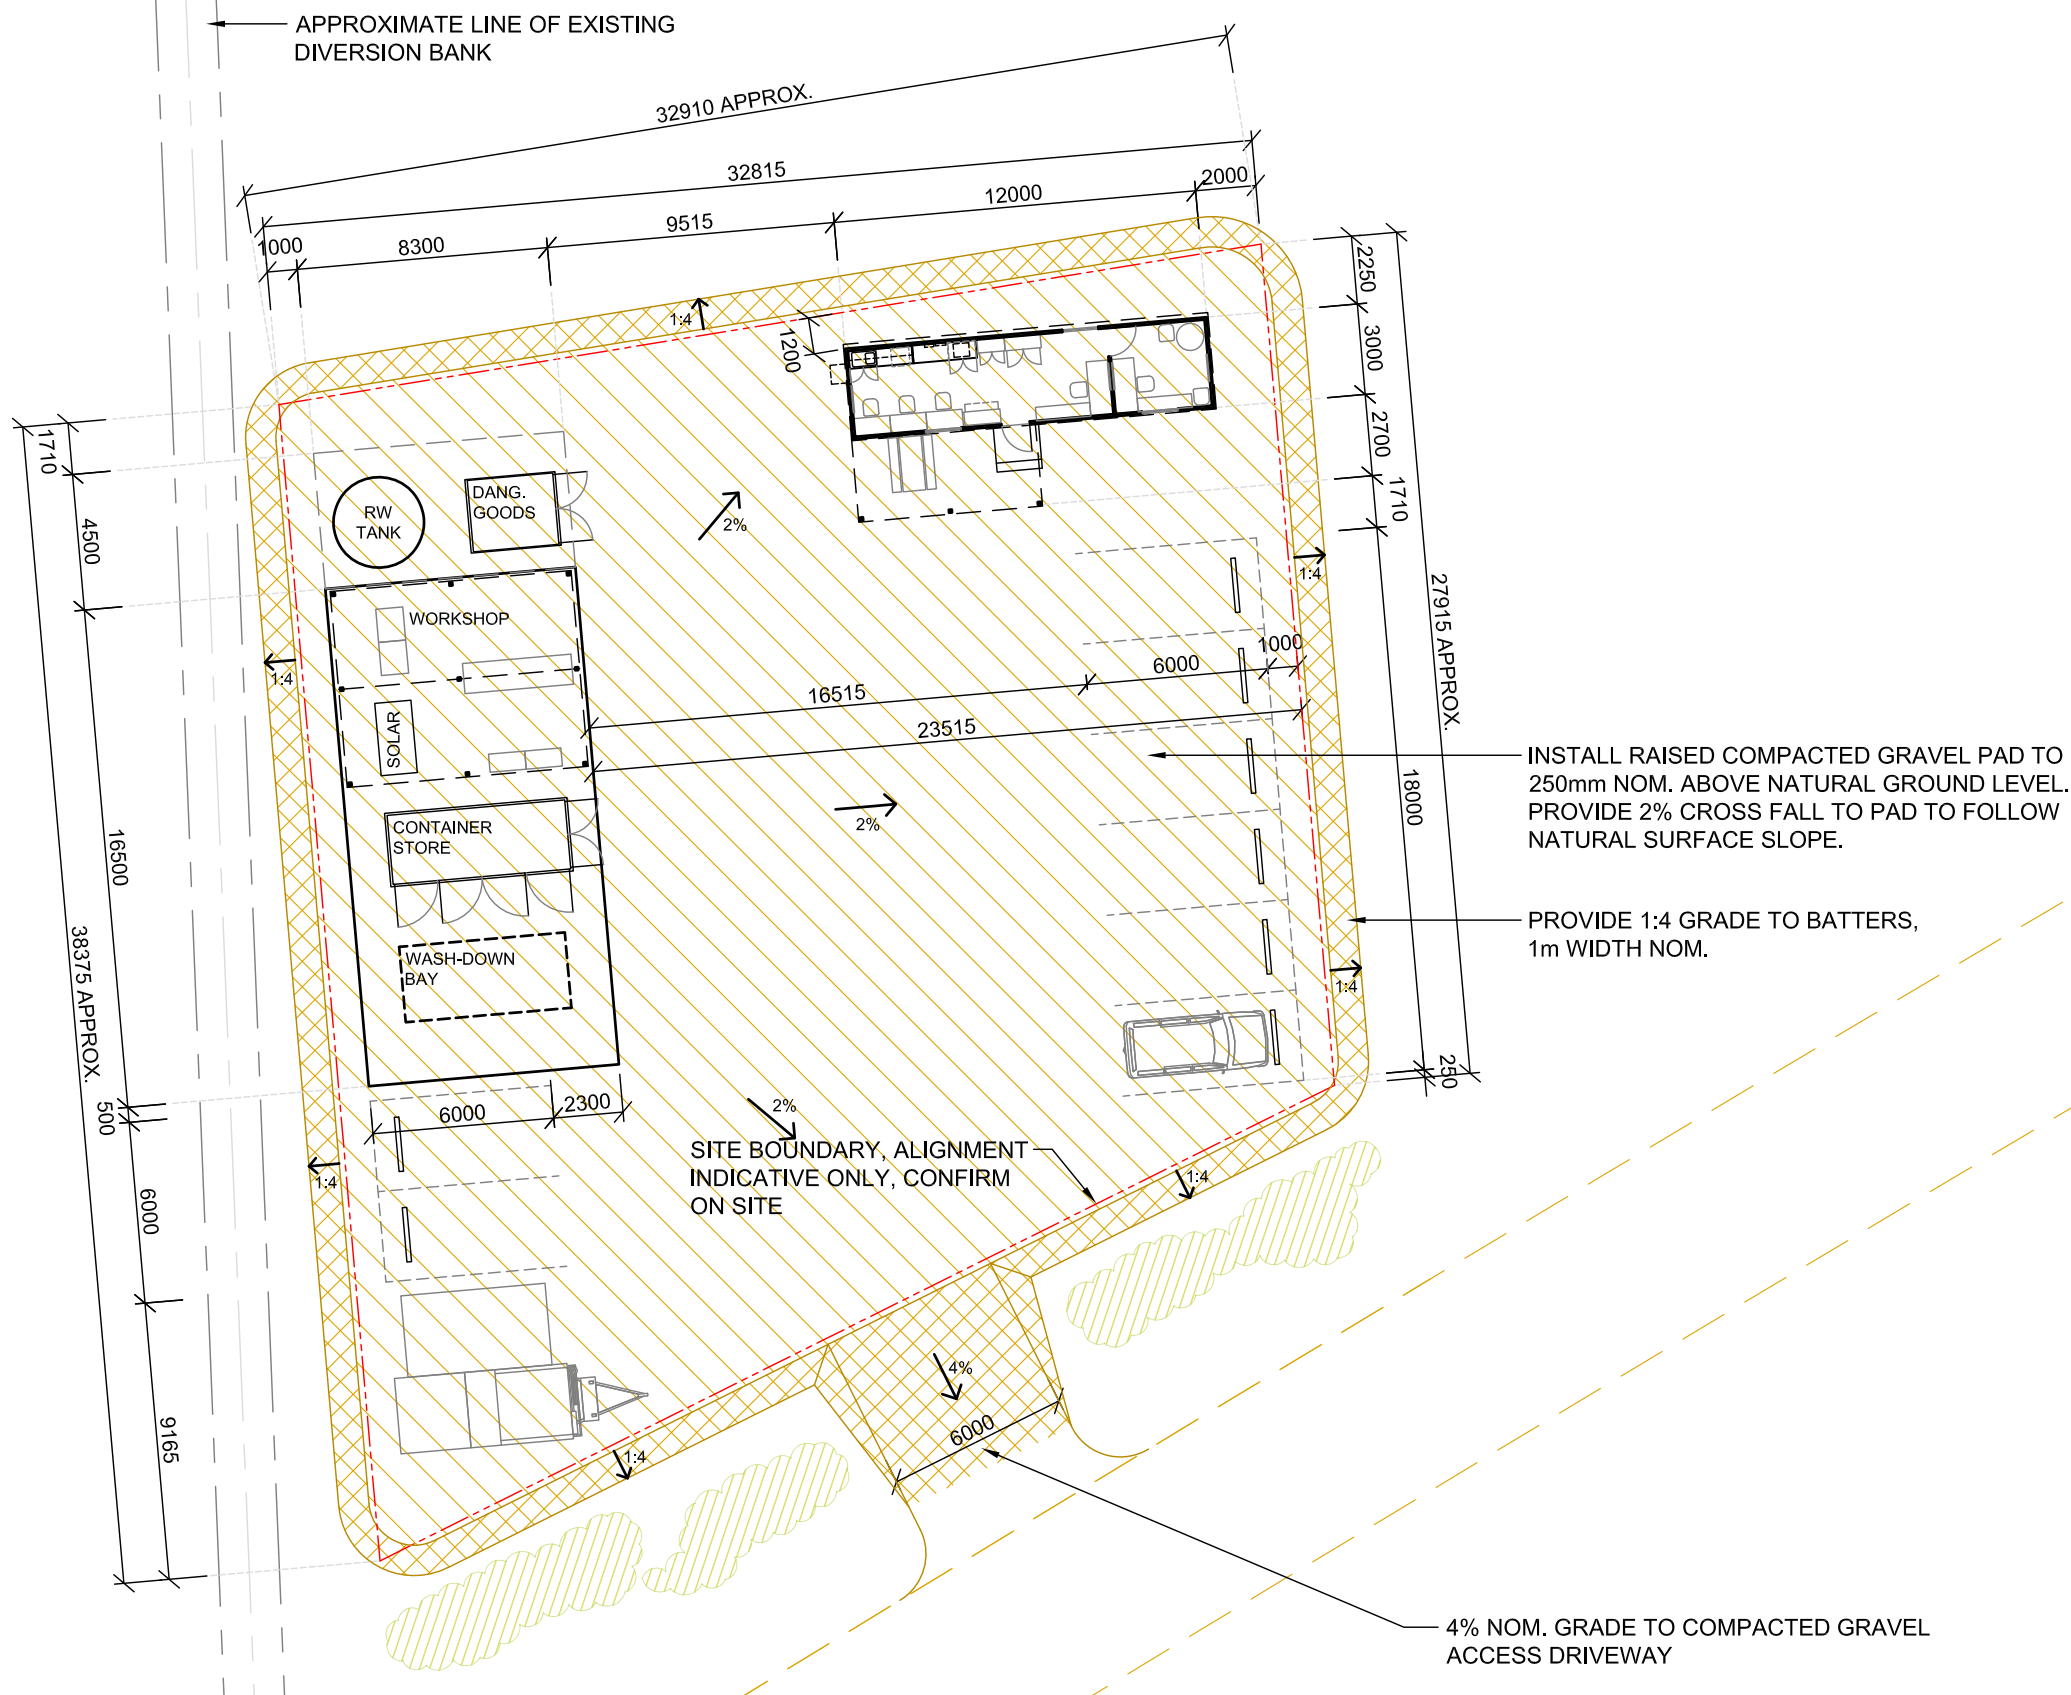 APPROXIMATE LINE OF EXISTING
DIVERSION BANK
32910 APPROX.
32815
1000
8300
9515
12000
2000
2250
3000
2700
1710
27915 APPROX.
18000
250
1200
1:4
1:4
1:4
1:4
1:4
1:4
1:4
1710
4500
16500
38375 APPROX.
500
6000
9165
RW
TANK
DANG.
GOODS
2%
WORKSHOP
SOLAR
1000
6000
16515
23515
CONTAINER
STORE
2%
WASH-DOWN
BAY
6000
2300
2%
SITE BOUNDARY, ALIGNMENT
INDICATIVE ONLY, CONFIRM
ON SITE
INSTALL RAISED COMPACTED GRAVEL PAD TO
250mm NOM. ABOVE NATURAL GROUND LEVEL.
PROVIDE 2% CROSS FALL TO PAD TO FOLLOW
NATURAL SURFACE SLOPE.
PROVIDE 1:4 GRADE TO BATTERS,
1m WIDTH NOM.
4%
6000
4% NOM. GRADE TO COMPACTED GRAVEL
ACCESS DRIVEWAY